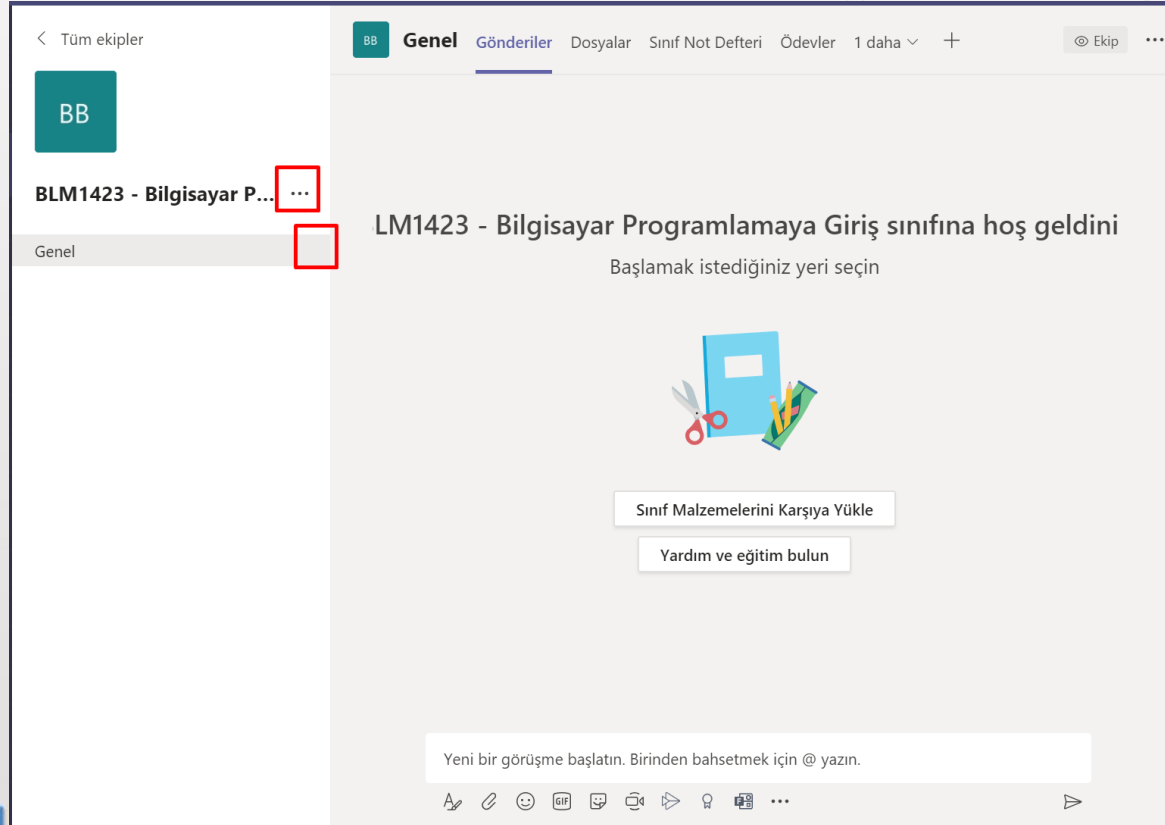 Tüm ekipler
BB
BLM1423 - Bilgisayar P...
Genel
BB Genel Gönderiler Dosyalar Sınıf Not Defteri Ödevler 1 daha Ekip
LM1423 - Bilgisayar Programlamaya Giriş sınıfına hoş geldini
Başlamak istediğiniz yeri seçin
Sınıf Malzemelerini Karşıya Yükle
Yardım ve eğitim bulun
Yeni bir görüşme başlatın. Birinden bahsetmek için @ yazın.
GIF